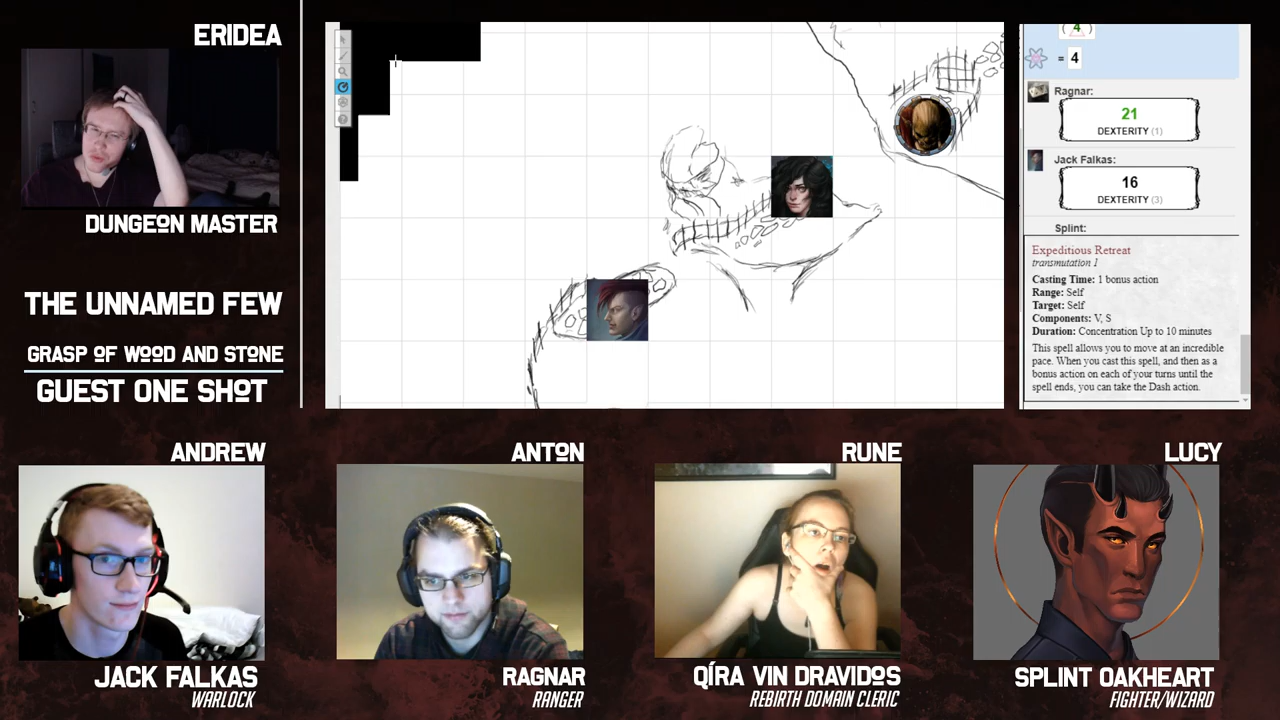 ERIDEA
DUNGEON MASTER
THE UNNAMED FEW
GRASP OF WOOD AND STONE
GUEST ONE SHOT
4
= 4
Ragnar:
21
DEXTERITY (1)
Jack Falkas:
16
DEXTERITY (3)
Splint:
Expeditious Retreat
transmutation 1
Casting Time: 1 bonus action
Range: Self
Target: Self
Components: V, S
Duration: Concentration Up to 10 minutes
This spell allows you to move at an incredible
pace. When you cast this spell, and then as a
bonus action on each of your turns until the
spell ends, you can take the Dash action.
ANDREW
JACK FALKAS
WARLOCK
ANTON
RAGNAR
RANGER
RUNE
QÍRA VIN DRAVIDOS
REBIRTH DOMAIN CLERIC
LUCY
SPLINT OAKHEART
FIGHTER/WIZARD